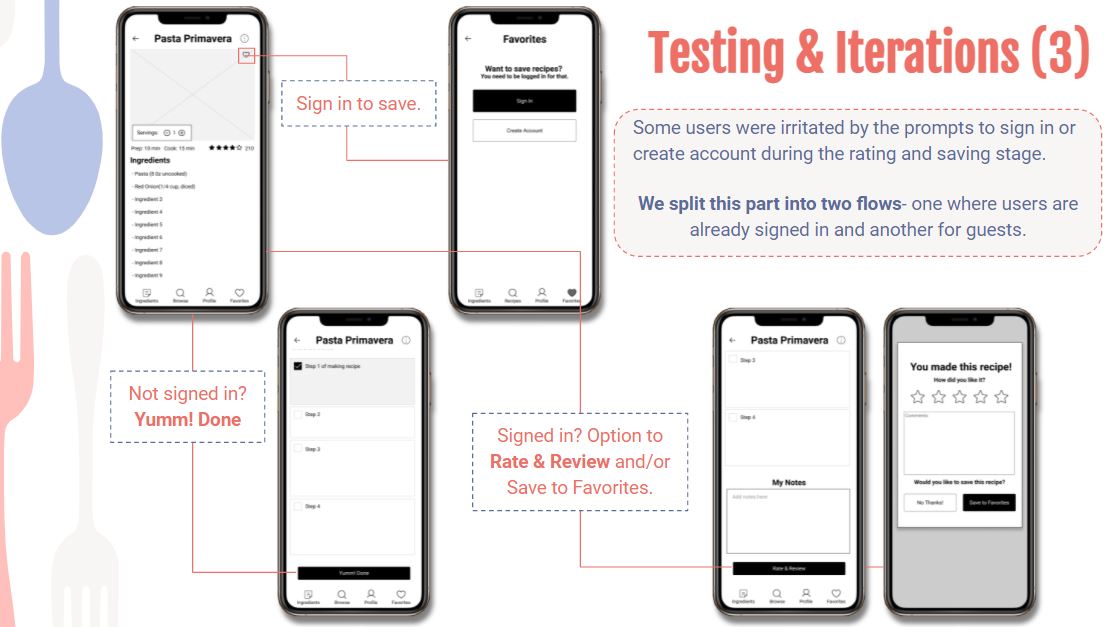 Testing & Iterations (3)
Some users were irritated by the prompts to sign in or
create account during the rating and saving stage.
We split this part into two flows- one where users are
already signed in and another for guests.
Pasta Primavera
Servings:
1
Prep: 10 min Cook: 15 min
210
Ingredients
- Pasta (8 0z uncooked)
- Red Onion(1/4 cup, diced)
- Ingredient 3
- Ingredient 4
- Ingredient 5
- Ingredient 6
- Ingredient 7
- Ingredient 8
- Ingredient 9
Ingredients Browse Profile Favorites
Sign in to save.
Favorites
Want to save recipes?
You need to be logged in for that.
Sign In
Create Account
Ingredients Recipes Profile Favorites
Not signed in?
Yumm! Done
Pasta Primavera
Step 1 of making recipe
Step 2
Step 3
Step 4
Yumm! Done
Ingredients Browse Profile Favorites
Signed in? Option to
Rate & Review and/or
Save to Favorites.
Pasta Primavera
Step 3
Step 4
My Notes
Add notes here
Rate & Review
Ingredients Browse Profile Favorites
You made this recipe!
How did you like it?
Comments:
Would you like to save this recipe?
No Thanks!
Save to Favorites